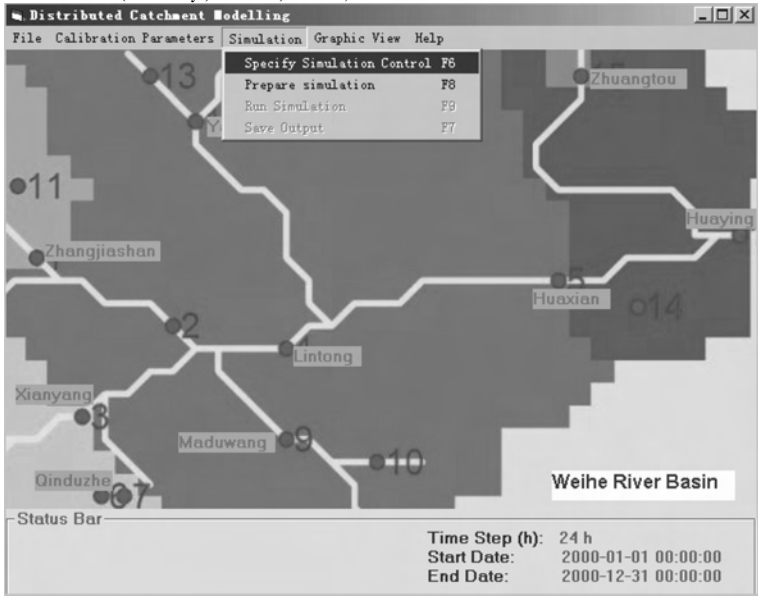 Distributed Catchment Modelling
File Calibration Parameters Simulation Graphic View Help
Specify Simulation Control F6
Prepare simulation F8
Run Simulation F9
Save Output F7
13
Zhuangtou
11
Huaying
Zhangjiashan
5
Huaxian
14
2
Lintong
Xianyang
3
Maduwang
9
10
Qinduzhe
67
Weihe River Basin
Status Bar
Time Step (h): 24 h
Start Date: 2000-01-01 00:00:00
End Date: 2000-12-31 00:00:00